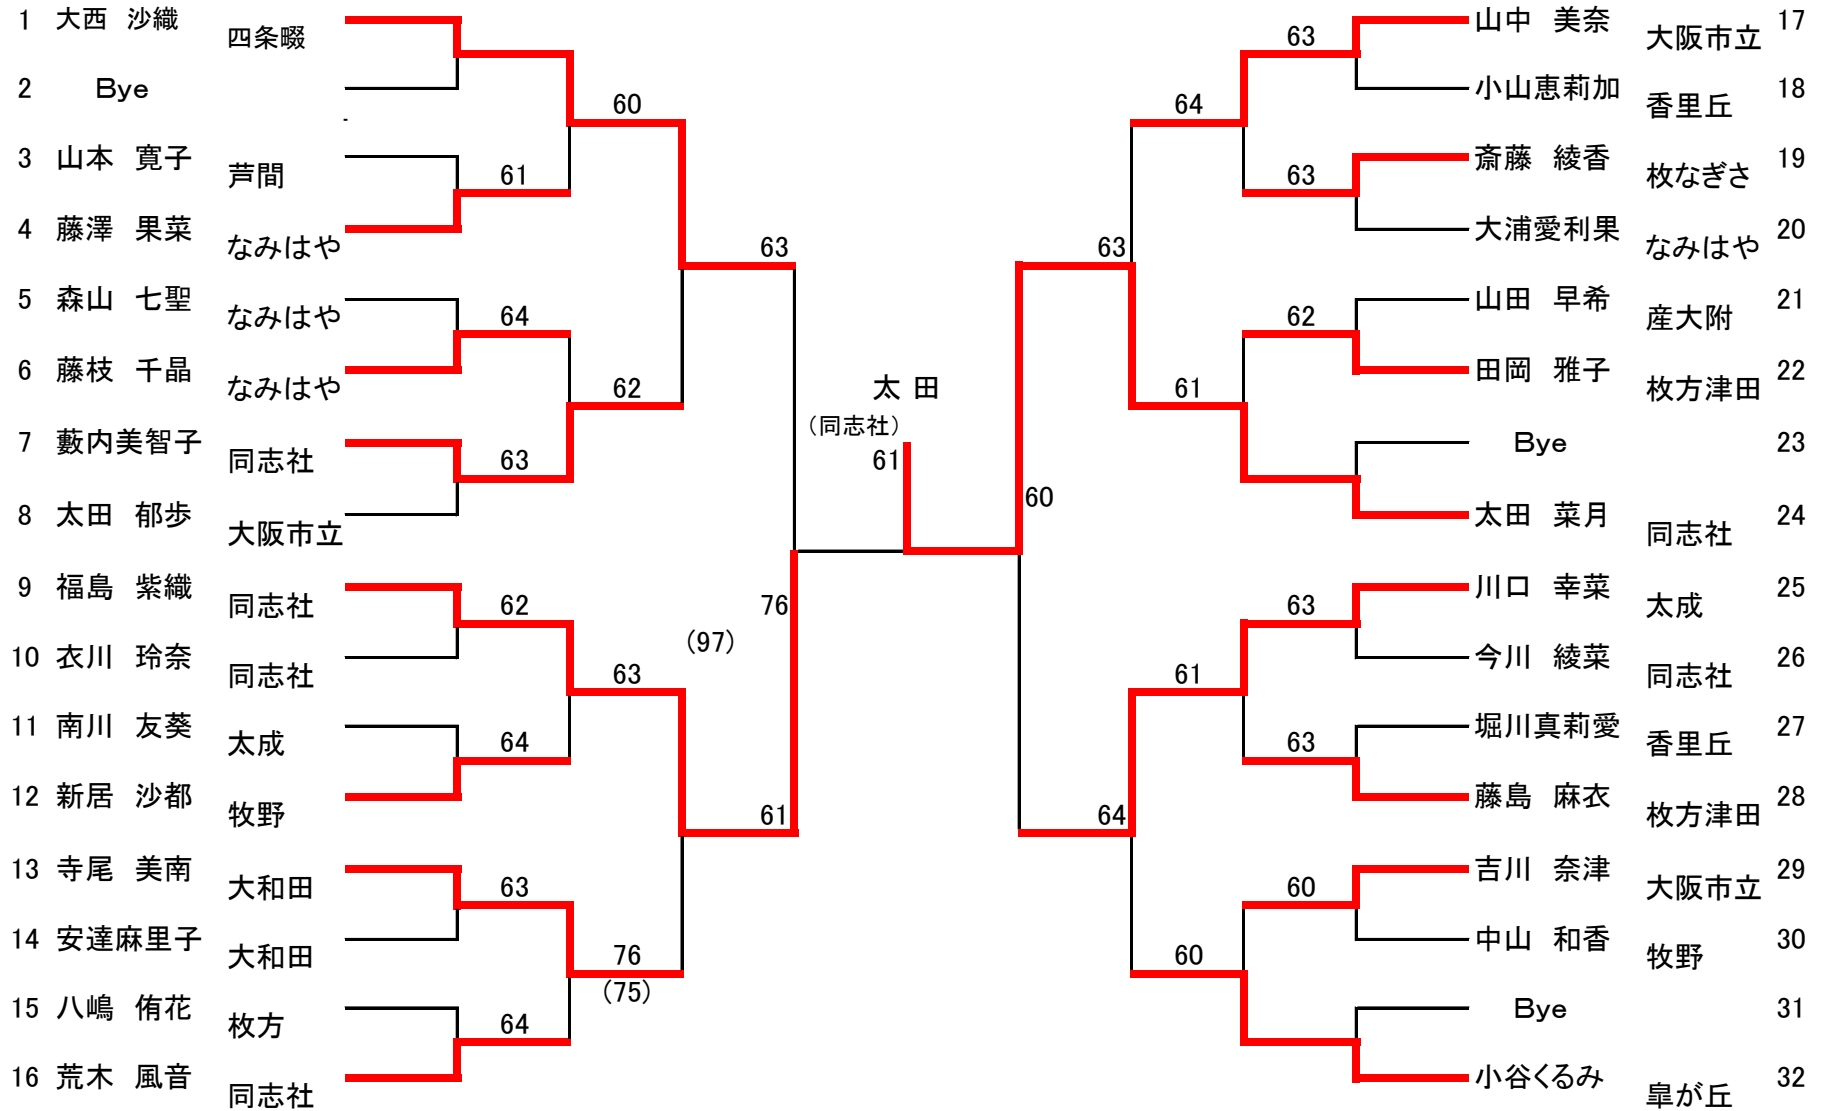 1 大西 沙織 四条畷
2 Bye
3 山本 寛子 芦間
4 藤澤 果菜 なみはや
5 森山 七聖 なみはや
6 藤枝 千晶 なみはや
7 藪内美智子 同志社
8 太田 郁歩 大阪市立
9 福島 紫織 同志社
10 衣川 玲奈 同志社
11 南川 友葵 太成
12 新居 沙都 牧野
13 寺尾 美南 大和田
14 安達麻里子 大和田
15 八嶋 侑花 枚方
16 荒木 風音 同志社
61
64
63
62
64
63
64
60
62
63
76
(75)
63
61
76
(97)
太 田
(同志社)
61
60
63
64
64
61
61
60
63
63
62
63
63
60
山中 美奈 大阪市立 17
小山恵莉加 香里丘 18
斎藤 綾香 枚なぎさ 19
大浦愛利果 なみはや 20
山田 早希 産大附 21
田岡 雅子 枚方津田 22
Bye 23
太田 菜月 同志社 24
川口 幸菜 太成 25
今川 綾菜 同志社 26
堀川真莉愛 香里丘 27
藤島 麻衣 枚方津田 28
吉川 奈津 大阪市立 29
中山 和香 牧野 30
Bye 31
小谷くるみ 皐が丘 32